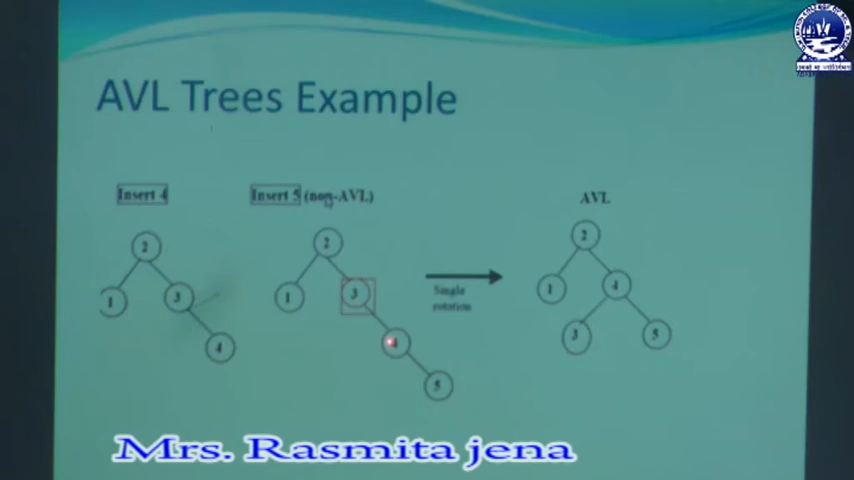 AVL Trees Example
Insert 4
Insert 5 (non-AVL)
AVL
2
1
3
4
2
1
3
4
5
Single
rotation
2
1
4
3
5
Mrs. Rasmita jena